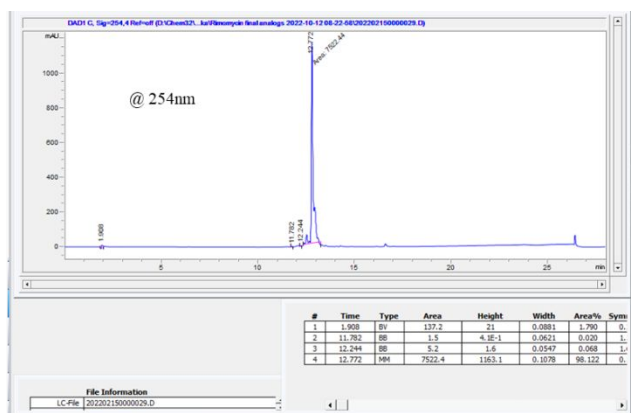 DAD1 C, Sig=254,4 Ref=off (D:\Chem32\...ka\Rimomycin final analogs 2022-10-12 08-22-58\202202150000029.D)
mAU
12.772
Area: 7522.44
1000
@ 254nm
800
600
400
200
1.908
11.782
12.244
0
5 10 15 20 25 min
# Time Type Area Height Width Area%
1 1.908 BV 137.2 21 0.0881 1.790 0.
2 11.782 BB 1.5 4.1E-1 0.0621 0.020 1.
3 12.244 BB 5.2 1.6 0.0547 0.068
4 12.772 MM 7522.4 1163.1 0.1078 98.122 0.
File Information
LC-File 202202150000029.D